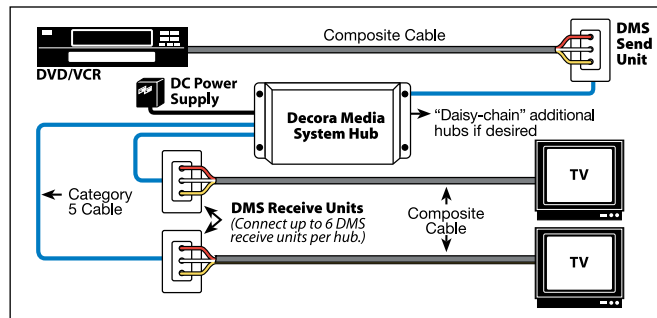 Composite Cable
DMS
Send
Unit
DVD/VCR
DC Power
Supply
Decora Media
System Hub
"Daisy-chain" additional
hubs if desired
TV
Category
5 Cable
DMS Receive Units
(Connect up to 6 DMS
receive units per hub.)
Composite
Cable
TV